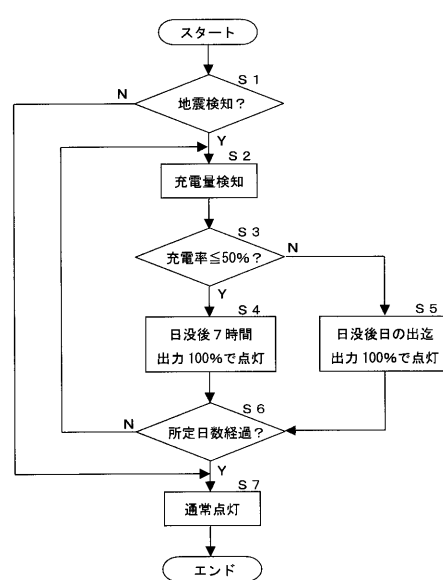 スタート
S1
N
地震検知？
Y
S2
充電量検知
S3
充電率≦50%？
N
Y
S4
日没後7時間
出力100%で点灯
S5
日没後日の出迄
出力100%で点灯
S6
N
所定日数経過？
Y
S7
通常点灯
エンド